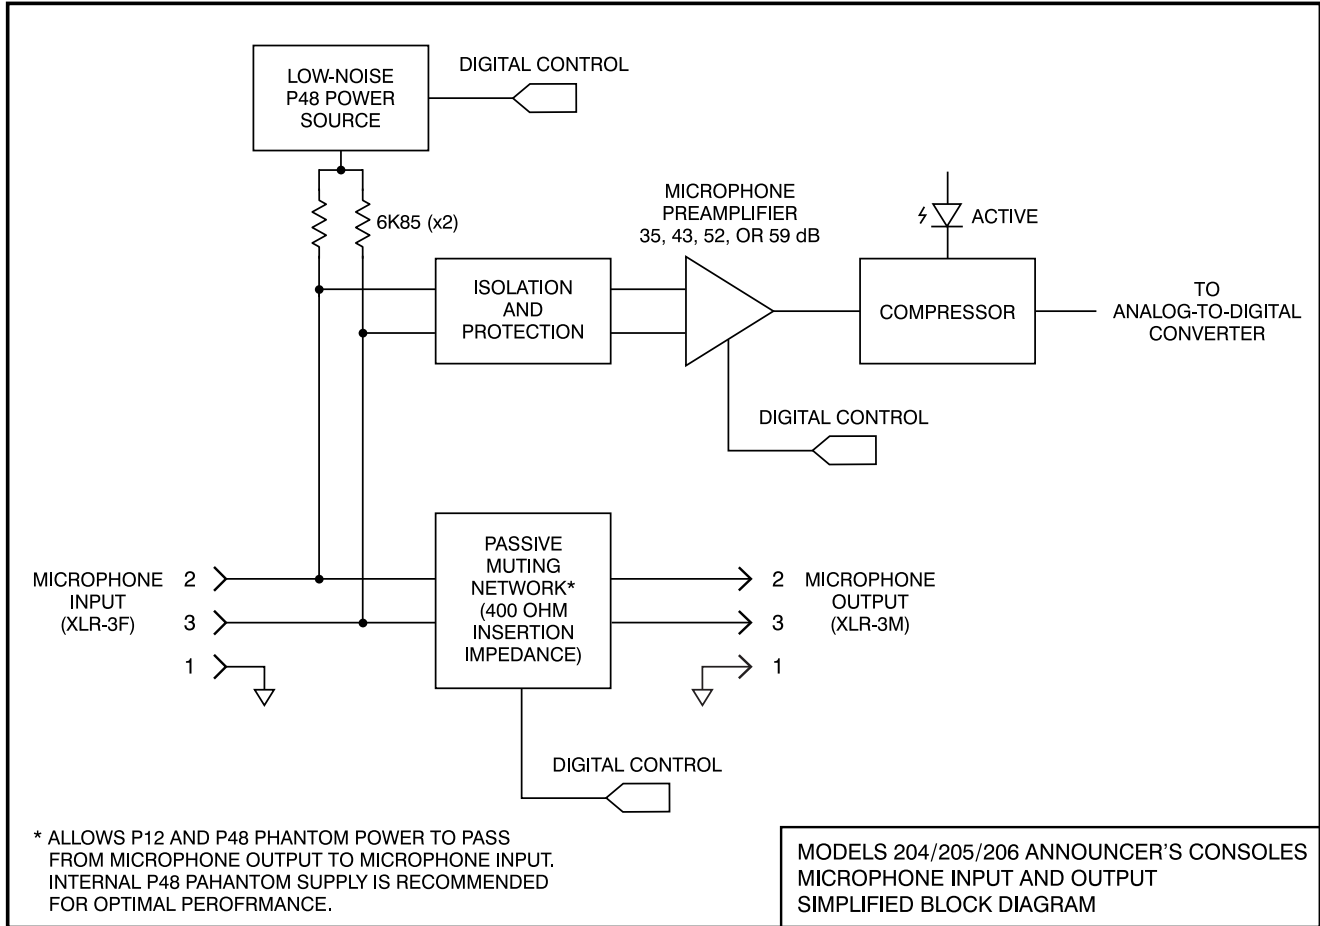 LOW-NOISE
P48 POWER
SOURCE
DIGITAL CONTROL
6K85 (x2)
MICROPHONE
PREAMPLIFIER
35, 43, 52, OR 59 dB
ACTIVE
ISOLATION
AND
PROTECTION
COMPRESSOR
TO
ANALOG-TO-DIGITAL
CONVERTER
DIGITAL CONTROL
MICROPHONE
INPUT
(XLR-3F)
2
3
1
PASSIVE
MUTING
NETWORK*
(400 OHM
INSERTION
IMPEDANCE)
2
3
1
MICROPHONE
OUTPUT
(XLR-3M)
DIGITAL CONTROL
* ALLOWS P12 AND P48 PHANTOM POWER TO PASS
FROM MICROPHONE OUTPUT TO MICROPHONE INPUT.
INTERNAL P48 PAHANTOM SUPPLY IS RECOMMENDED
FOR OPTIMAL PEROFRMANCE.
MODELS 204/205/206 ANNOUNCER'S CONSOLES
MICROPHONE INPUT AND OUTPUT
SIMPLIFIED BLOCK DIAGRAM